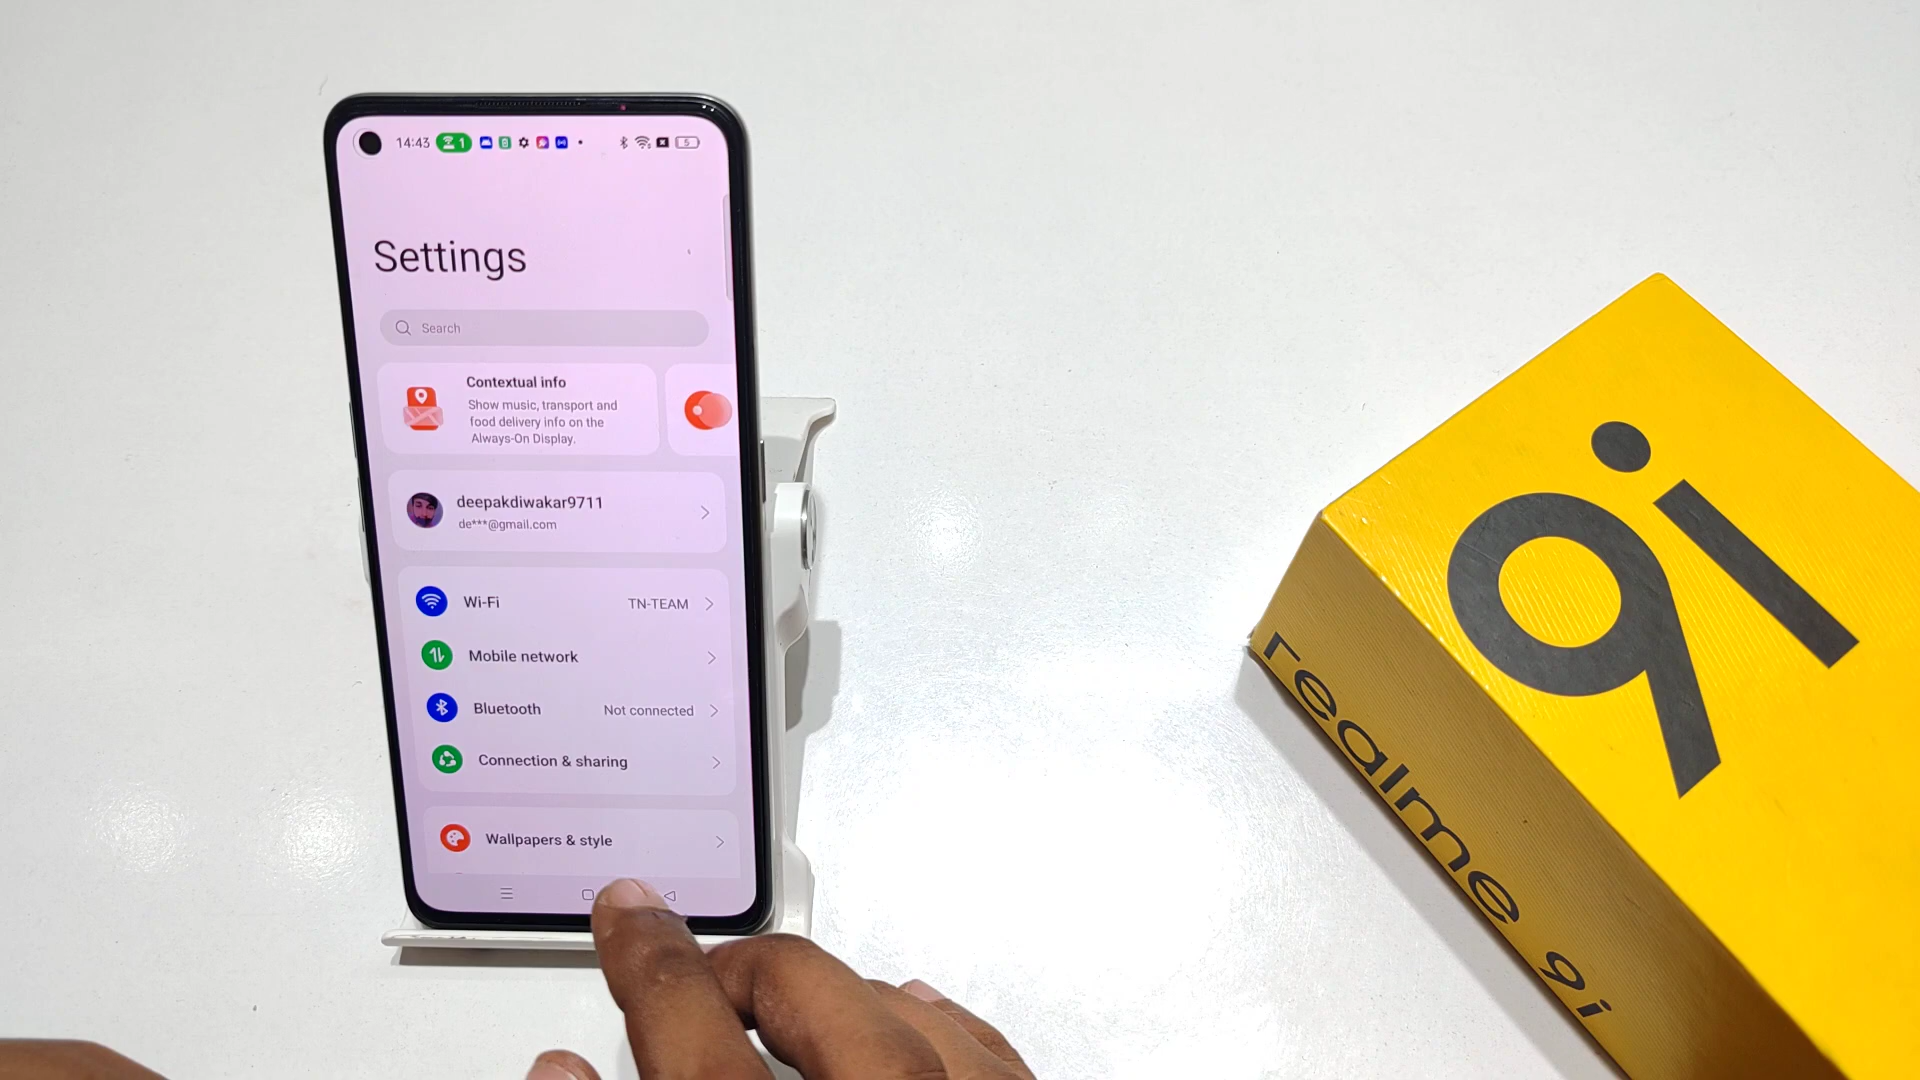 14:43 1 5
Settings
Search
Contextual info
Show music, transport and
food delivery info on the
Always-On Display.
deepakdiwakar9711
de***@gmail.com
Wi-Fi TN-TEAM
Mobile network
Bluetooth Not connected
Connection & sharing
Wallpapers & style
9i
realme 9i